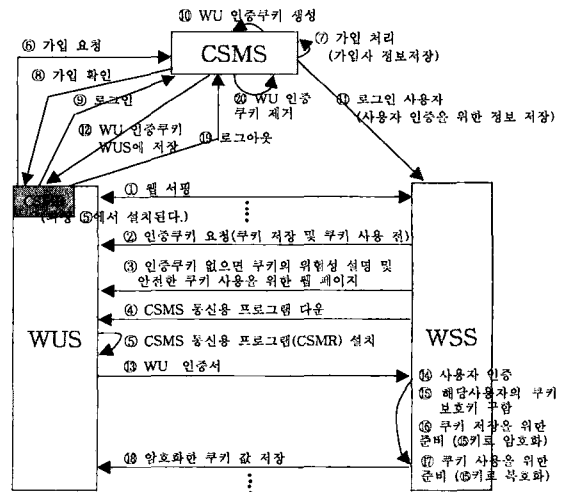 ⑩ WU 인증쿠키 생성
⑥ 가입 요청
CSMS
⑦ 가입 처리
(가입사 정보저장)
⑧ 가입 확인
⑨ 로그인
⑳ WU 인증
쿠키 제거
⑪ 로그인 사용자
(사용자 인증을 위한 정보 저장)
⑫ WU 인증쿠키
WUS에 저장
⑲ 로그아웃
⑤에서 설치된다.)
① 웹 서핑
② 인증쿠키 요청(쿠키 저장 및 쿠키 사용 전)
③ 인증쿠키 없으면 쿠키의 위험성 설명 및
안전한 쿠키 사용을 위한 웹 페이지
④ CSMS 통신용 프로그램 다운
WUS
⑤ CSMS 통신용 프로그램(CSMR) 설치
WSS
⑬ WU 인증서
⑭ 사용자 인증
⑮ 해당사용자의 쿠키
보호키 구함
⑯ 쿠키 저장을 위한
준비 (⑮키로 암호화)
⑰ 쿠키 사용을 위한
준비 (⑮키로 복호화)
⑱ 암호화한 쿠키 값 저장